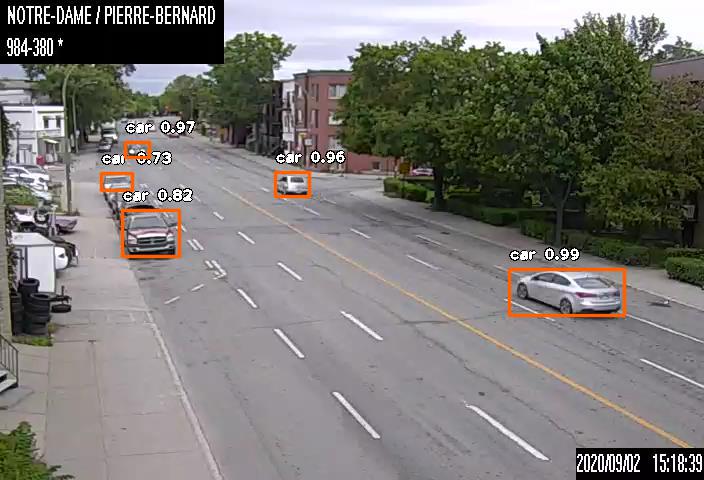 NOTRE-DAME / PIERRE-BERNARD
984-380 *
car 0.97
car 0.73
car 0.96
car 0.82
car 0.99
2020/09/02 15:18:39